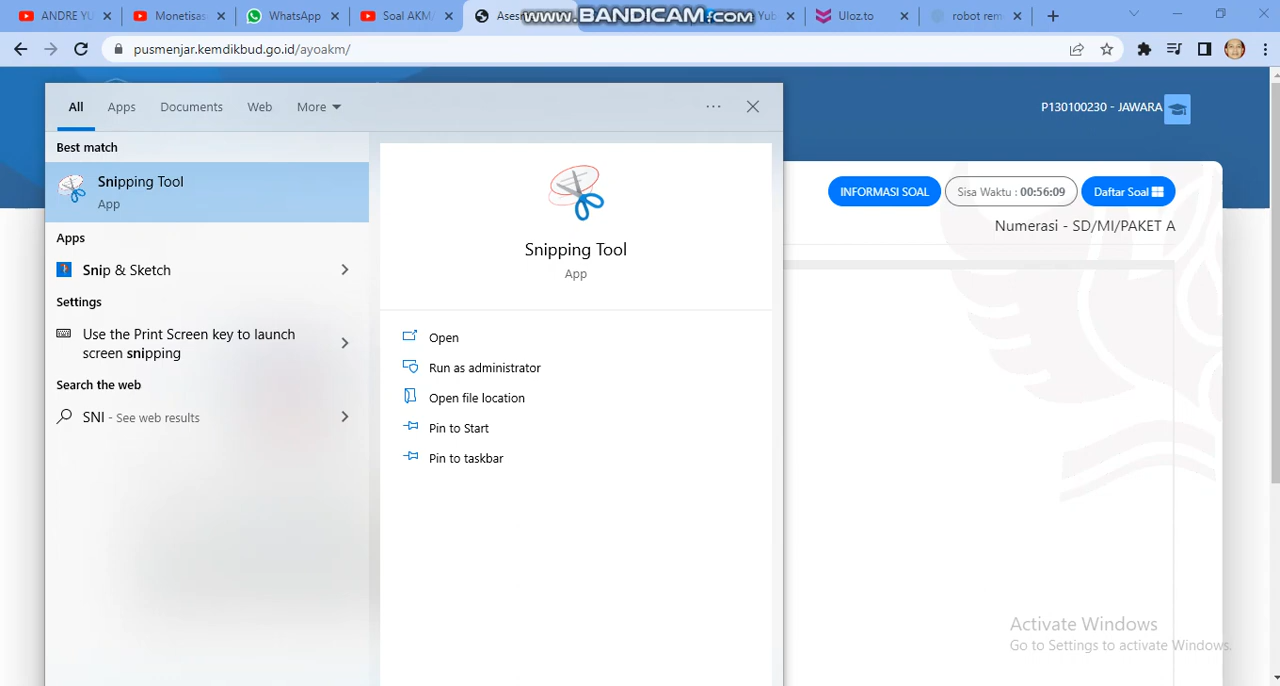 ANDRE YU
Monetisas
WhatsApp
Soal AKM
Ases
WWW.BANDICAM.COM
Yub
Uloz.to
robot rem
pusmenjar.kemdikbud.go.id/ayoakm/
All
Apps
Documents
Web
More
P130100230 - JAWARA
Best match
Snipping Tool
App
Apps
Snip & Sketch
Settings
Use the Print Screen key to launch
screen snipping
Search the web
SNI - See web results
Snipping Tool
App
Open
Run as administrator
Open file location
Pin to Start
Pin to taskbar
INFORMASI SOAL
Sisa Waktu : 00:56:09
Daftar Soal
Numerasi - SD/MI/PAKET A
Activate Windows
Go to Settings to activate Windows.